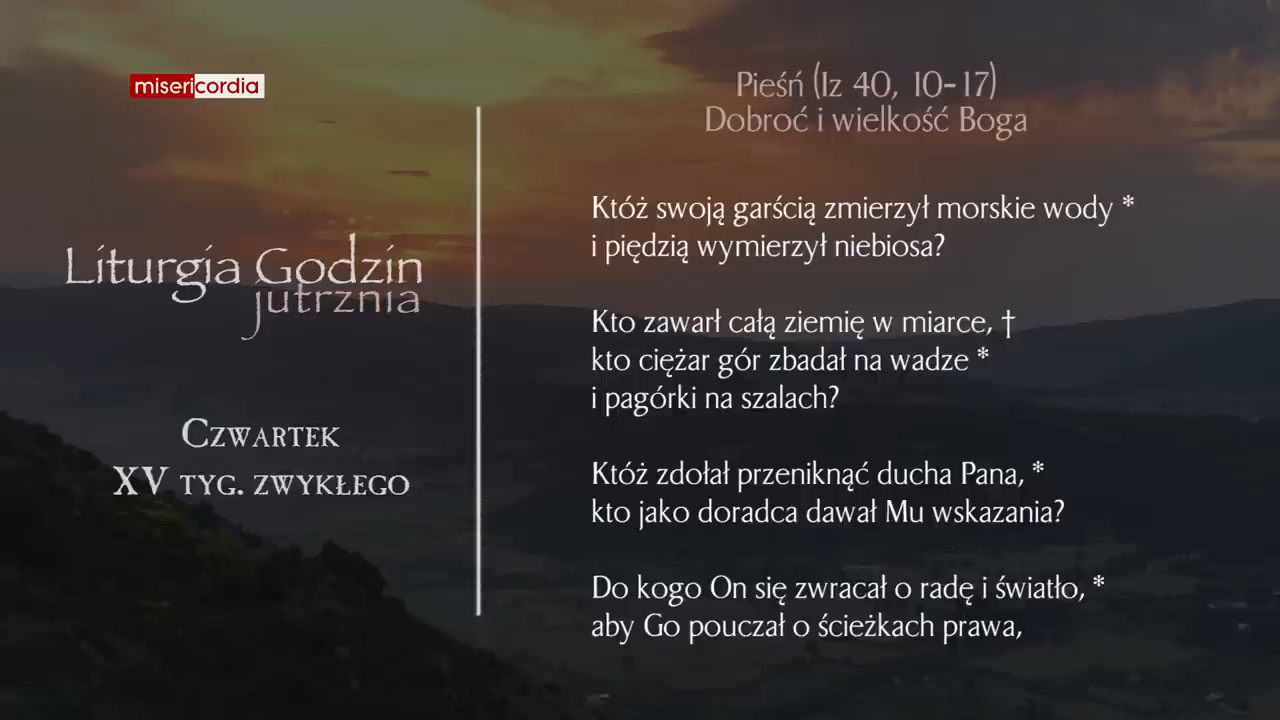 misericordia
Liturgia Godzin
jutrznia
Czwartek
XV tyg. zwykłego
Pieśń (Iz 40, 10-17)
Dobroć i wielkość Boga
Któż swoją garścią zmierzył morskie wody *
i piędzią wymierzył niebiosa?
Kto zawarł całą ziemię w miarce, †
kto ciężar gór zbadał na wadze *
i pagórki na szalach?
Któż zdołał przeniknąć ducha Pana, *
kto jako doradca dawał Mu wskazania?
Do kogo On się zwracał o radę i światło, *
aby Go pouczał o ścieżkach prawa,